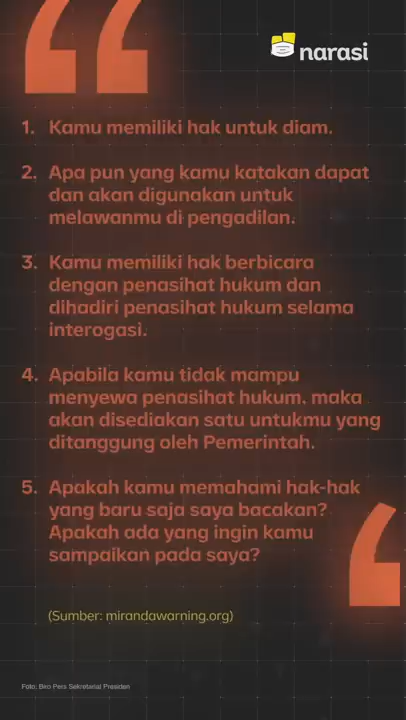 narasi
1. Kamu memiliki hak untuk diam.
2. Apa pun yang kamu katakan dapat
dan akan digunakan untuk
melawanmu di pengadilan.
3. Kamu memiliki hak berbicara
dengan penasihat hukum dan
dihadiri penasihat hukum selama
interogasi.
4. Apabila kamu tidak mampu
menyewa penasihat hukum, maka
akan disediakan satu untukmu yang
ditanggung oleh Pemerintah.
5. Apakah kamu memahami hak-hak
yang baru saja saya bacakan?
Apakah ada yang ingin kamu
sampaikan pada saya?
(Sumber: mirandawarning.org)
Foto: Biro Pers Sekretariat Presiden